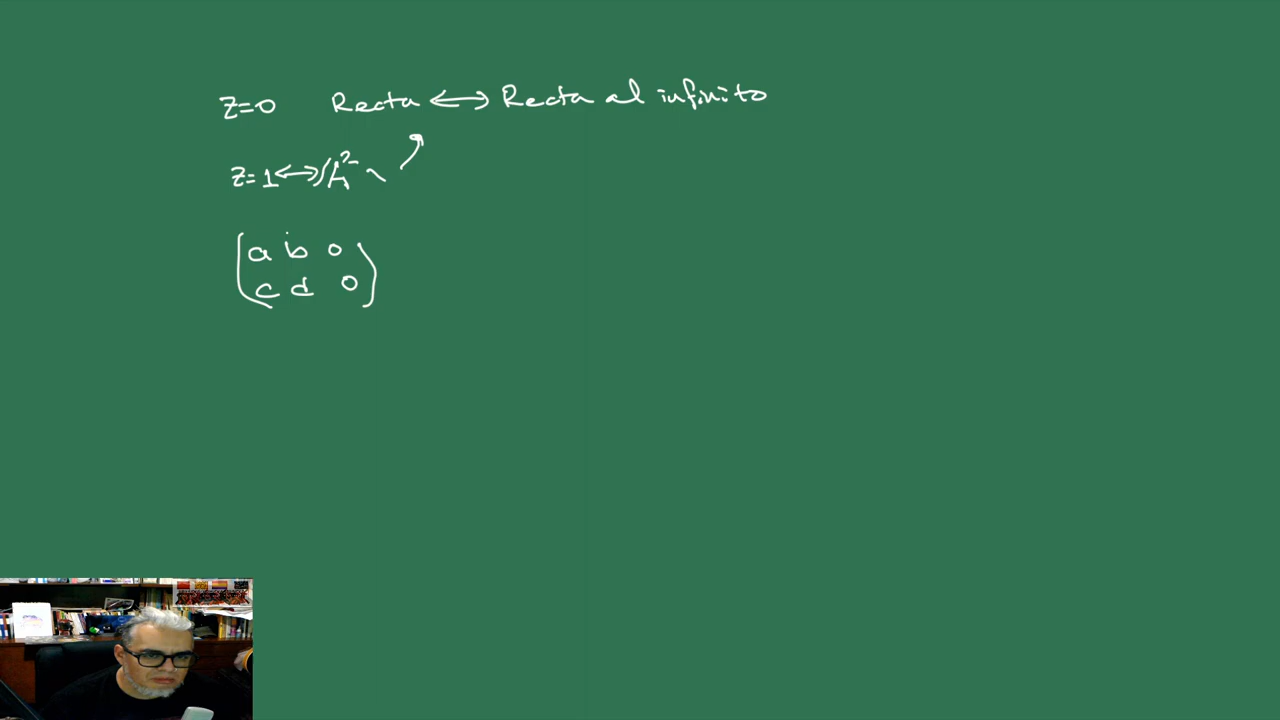 z=0 Recta ⟷ Recta al infinito
z=1 ⟷ A²
a b 0
c d 0